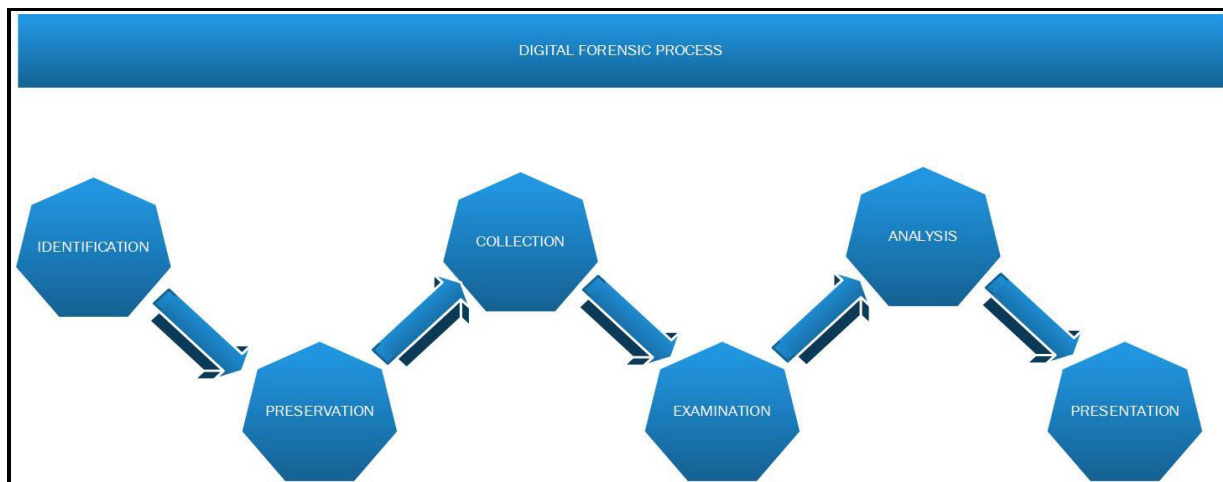 DIGITAL FORENSIC PROCESS
IDENTIFICATION
PRESERVATION
COLLECTION
EXAMINATION
ANALYSIS
PRESENTATION